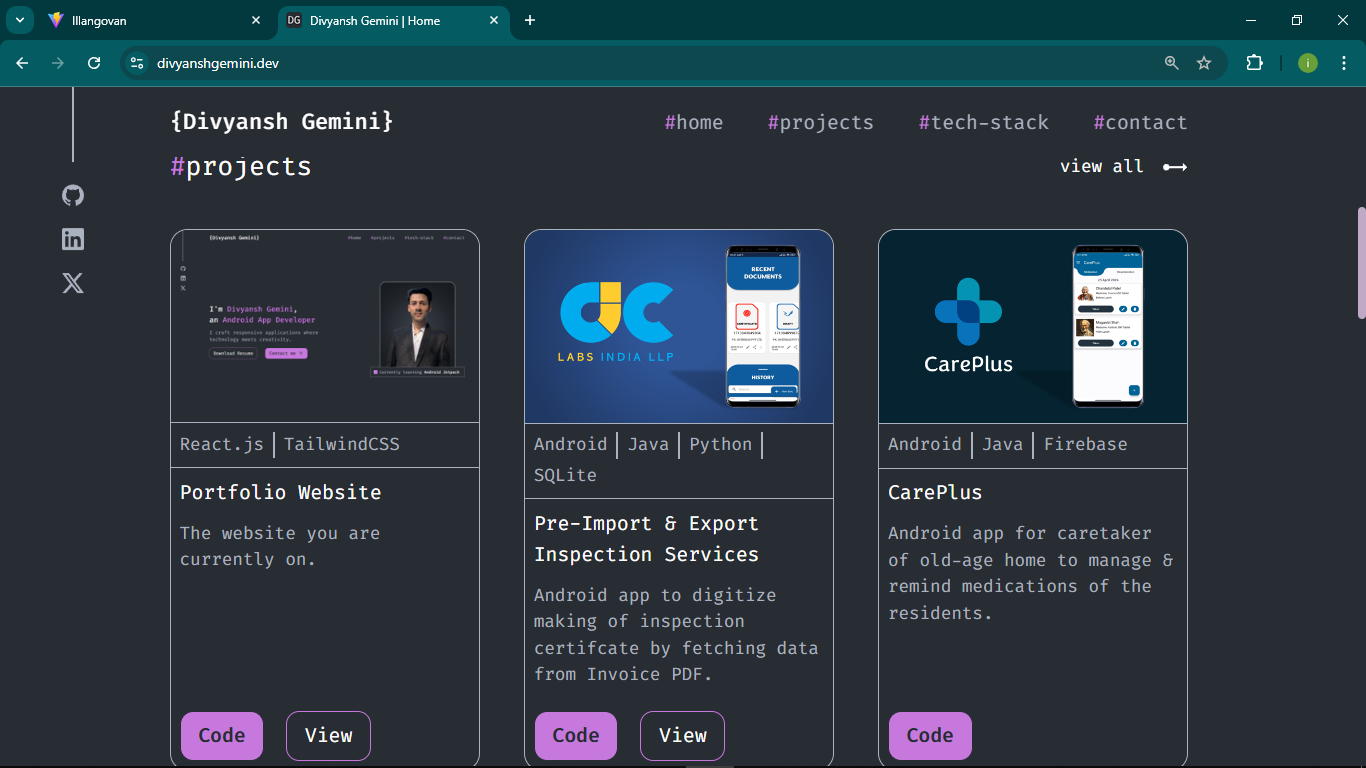 Illangovan
DG Divyansh Gemini | Home
divyanshgemini.dev
i
{Divyansh Gemini}
#home #projects #tech-stack #contact
#projects
view all
{Divyansh Gemini}
#home #projects #tech-stack #contact
I'm Divyansh Gemini,
an Android App Developer
I craft responsive applications where
technology meets creativity.
Download Resume Contact me
Currently learning Android Jetpack
React.js TailwindCSS
Portfolio Website
The website you are
currently on.
Code View
LABS INDIA LLP
RECENT
DOCUMENTS
CERTIFICATE DRAFT
HISTORY
Android Java Python
SQLite
Pre-Import & Export
Inspection Services
Android app to digitize
making of inspection
certifcate by fetching data
from Invoice PDF.
Code View
CarePlus
CarePlus
Android Java Firebase
CarePlus
Android app for caretaker
of old-age home to manage &
remind medications of the
residents.
Code